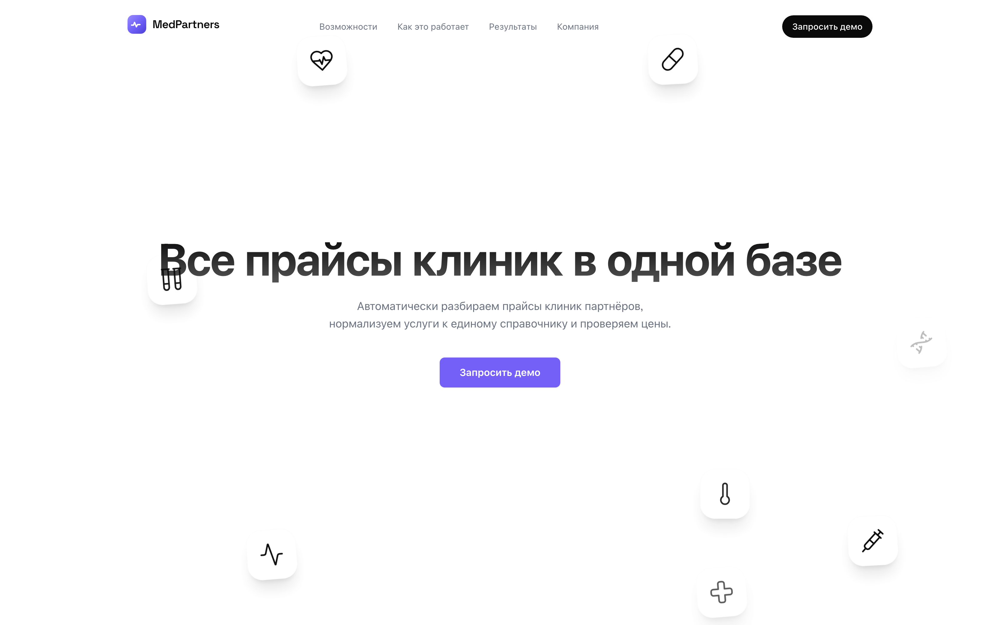 MedPartners
Возможности
Как это работает
Результаты
Компания
Запросить демо
Все прайсы клиник в одной базе
Автоматически разбираем прайсы клиник партнёров,
нормализуем услуги к единому справочнику и проверяем цены.
Запросить демо